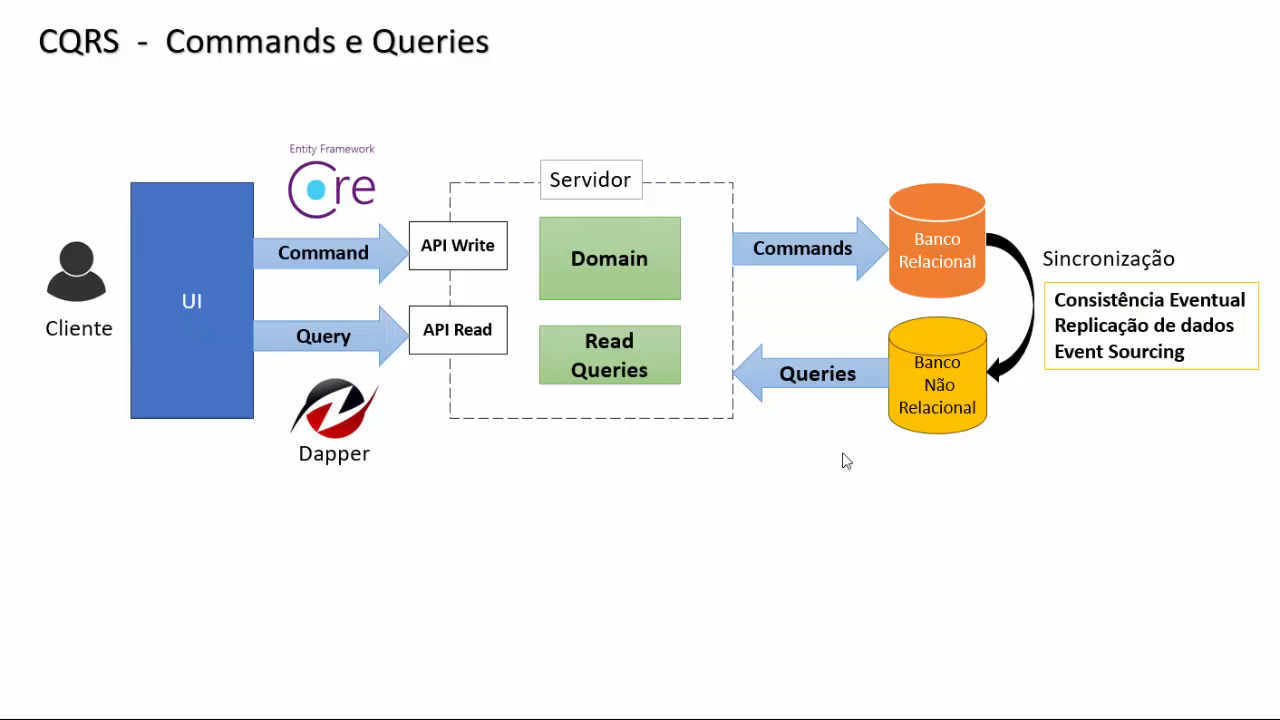 CQRS - Commands e Queries
Entity Framework
Core
Servidor
Command
API Write
Domain
Commands
Banco
Relacional
Sincronização
Consistência Eventual
Replicação de dados
Event Sourcing
UI
Cliente
Query
API Read
Read
Queries
Queries
Banco
Não
Relacional
Dapper